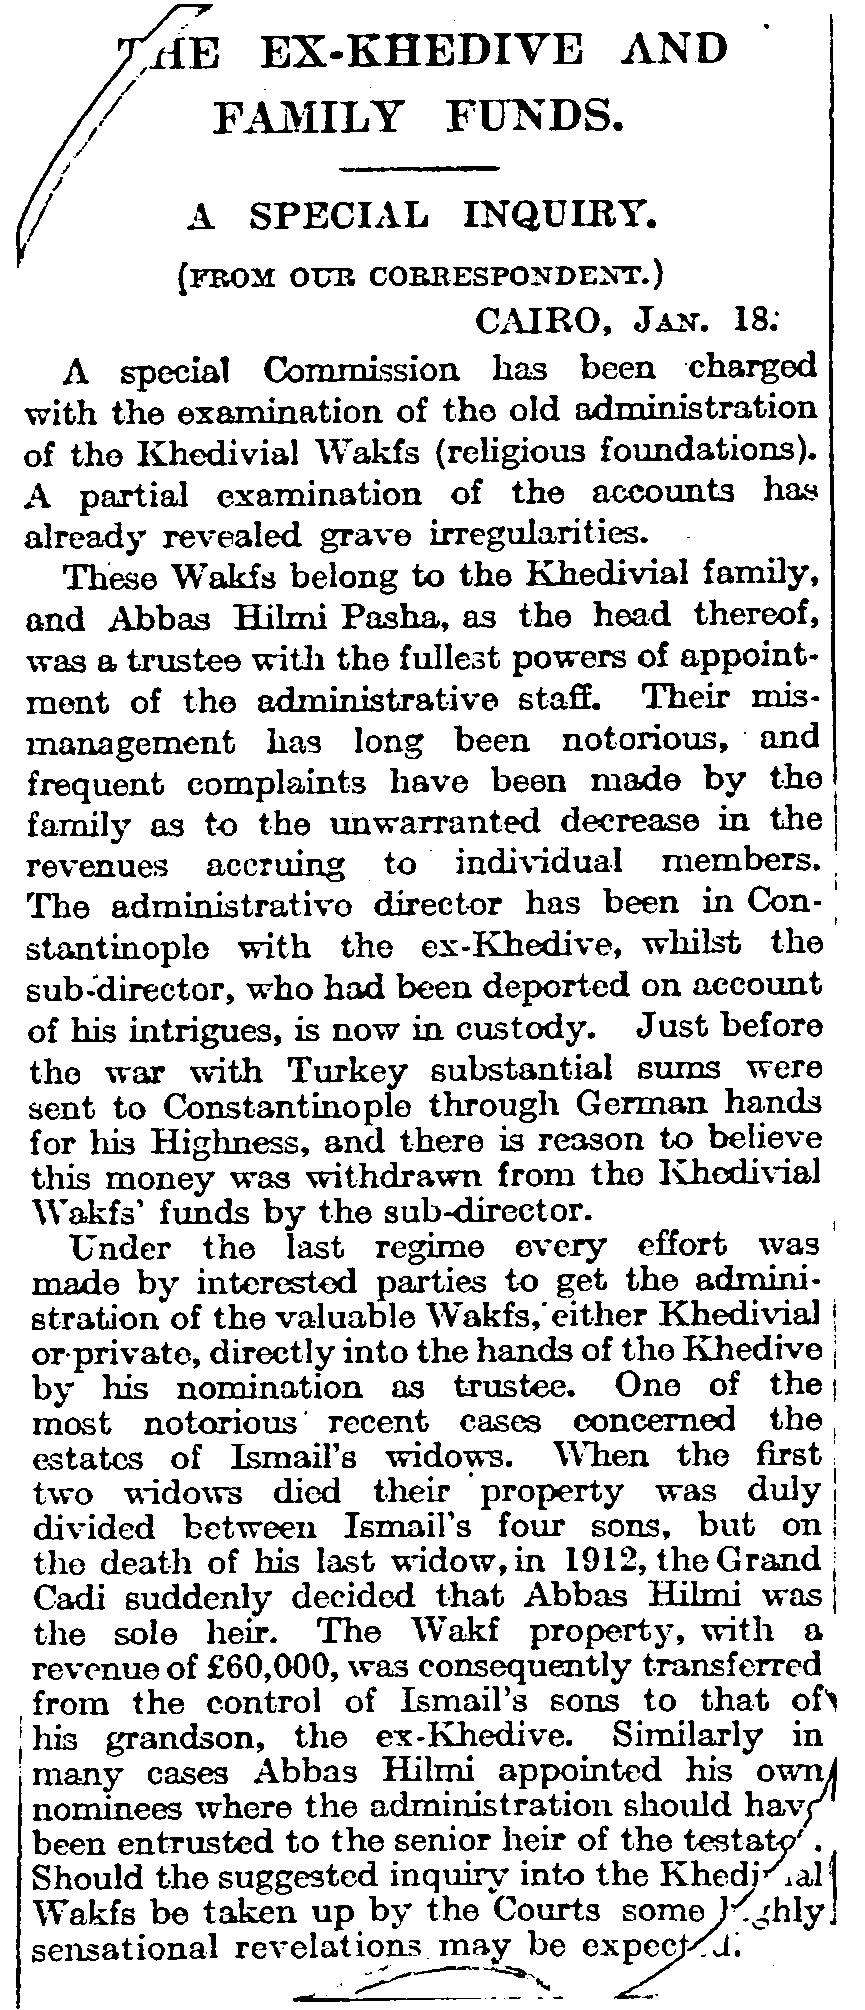 THE EX-KHEDIVE AND
FAMILY FUNDS.
A SPECIAL INQUIRY.
(FROM OUR CORRESPONDENT.)
CAIRO, JAN. 18.
A special Commission has been charged
with the examination of the old administration
of the Khedivial Wakfs (religious foundations).
A partial examination of the accounts has
already revealed grave irregularities.
These Wakfs belong to the Khedivial family,
and Abbas Hilmi Pasha, as the head thereof,
was a trustee with the fullest powers of appoint-
ment of the administrative staff. Their mis-
management has long been notorious, and
frequent complaints have been made by the
family as to the unwarranted decrease in the
revenues accruing to individual members.
The administrative director has been in Con-
stantinople with the ex-Khedive, whilst the
sub-director, who had been deported on account
of his intrigues, is now in custody. Just before
the war with Turkey substantial sums were
sent to Constantinople through German hands
for his Highness, and there is reason to believe
this money was withdrawn from the Khedivial
Wakfs' funds by the sub-director.
Under the last regime every effort was
made by interested parties to get the admini-
stration of the valuable Wakfs, either Khedivial
or private, directly into the hands of the Khedive
by his nomination as trustee. One of the
most notorious recent cases concerned the
estates of Ismail's widows. When the first
two widows died their property was duly
divided between Ismail's four sons, but on
the death of his last widow, in 1912, the Grand
Cadi suddenly decided that Abbas Hilmi was
the sole heir. The Wakf property, with a
revenue of £60,000, was consequently transferred
from the control of Ismail's sons to that of
his grandson, the ex-Khedive. Similarly in
many cases Abbas Hilmi appointed his own
nominees where the administration should have
been entrusted to the senior heir of the testator.
Should the suggested inquiry into the Khedivial
Wakfs be taken up by the Courts some highly
sensational revelations may be expected.